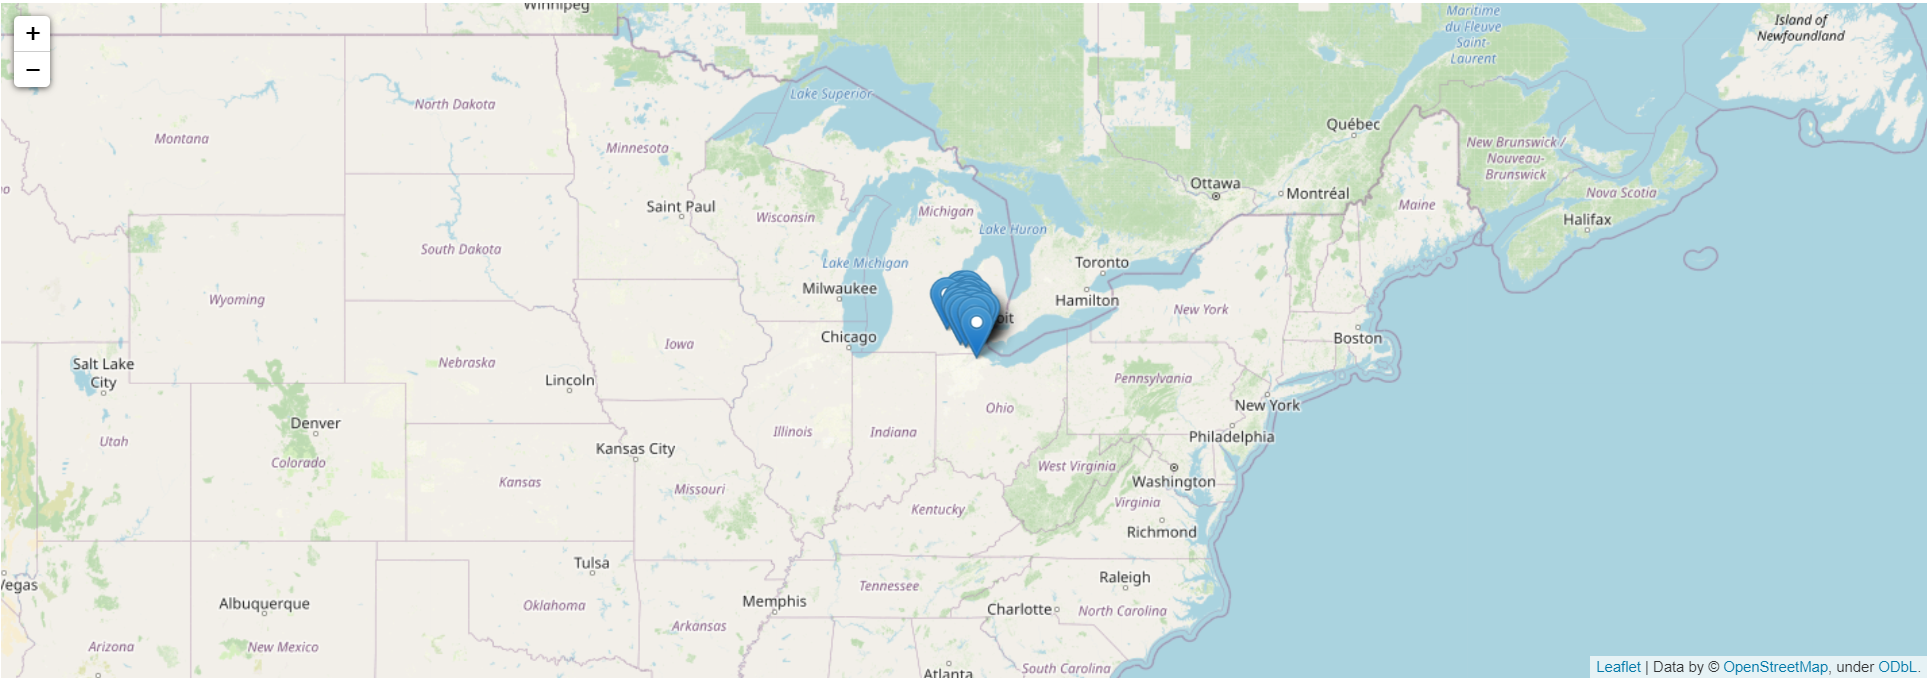 Winnipeg
+
−
Maritime
du Fleuve
Saint-
Laurent
Island of
Newfoundland
Lake Superior
North Dakota
Montana
Minnesota
Québec
New Brunswick /
Nouveau-
Brunswick
Ottawa
Montréal
Nova Scotia
Saint Paul
Wisconsin
Michigan
Maine
Halifax
Lake Huron
South Dakota
Lake Michigan
Toronto
Wyoming
Milwaukee
Hamilton
New York
oit
Chicago
Boston
Iowa
Salt Lake
City
Nebraska
Lincoln
Pennsylvania
New York
Ohio
Denver
Utah
Illinois
Indiana
Philadelphia
Kansas City
Colorado
West Virginia
Washington
Kansas
Missouri
Virginia
Kentucky
Richmond
Tulsa
Vegas
Raleigh
Tennessee
Albuquerque
Oklahoma
Memphis
Charlotte
North Carolina
Arkansas
Arizona
New Mexico
Atlanta
South Carolina
Leaflet | Data by © OpenStreetMap, under ODbL.